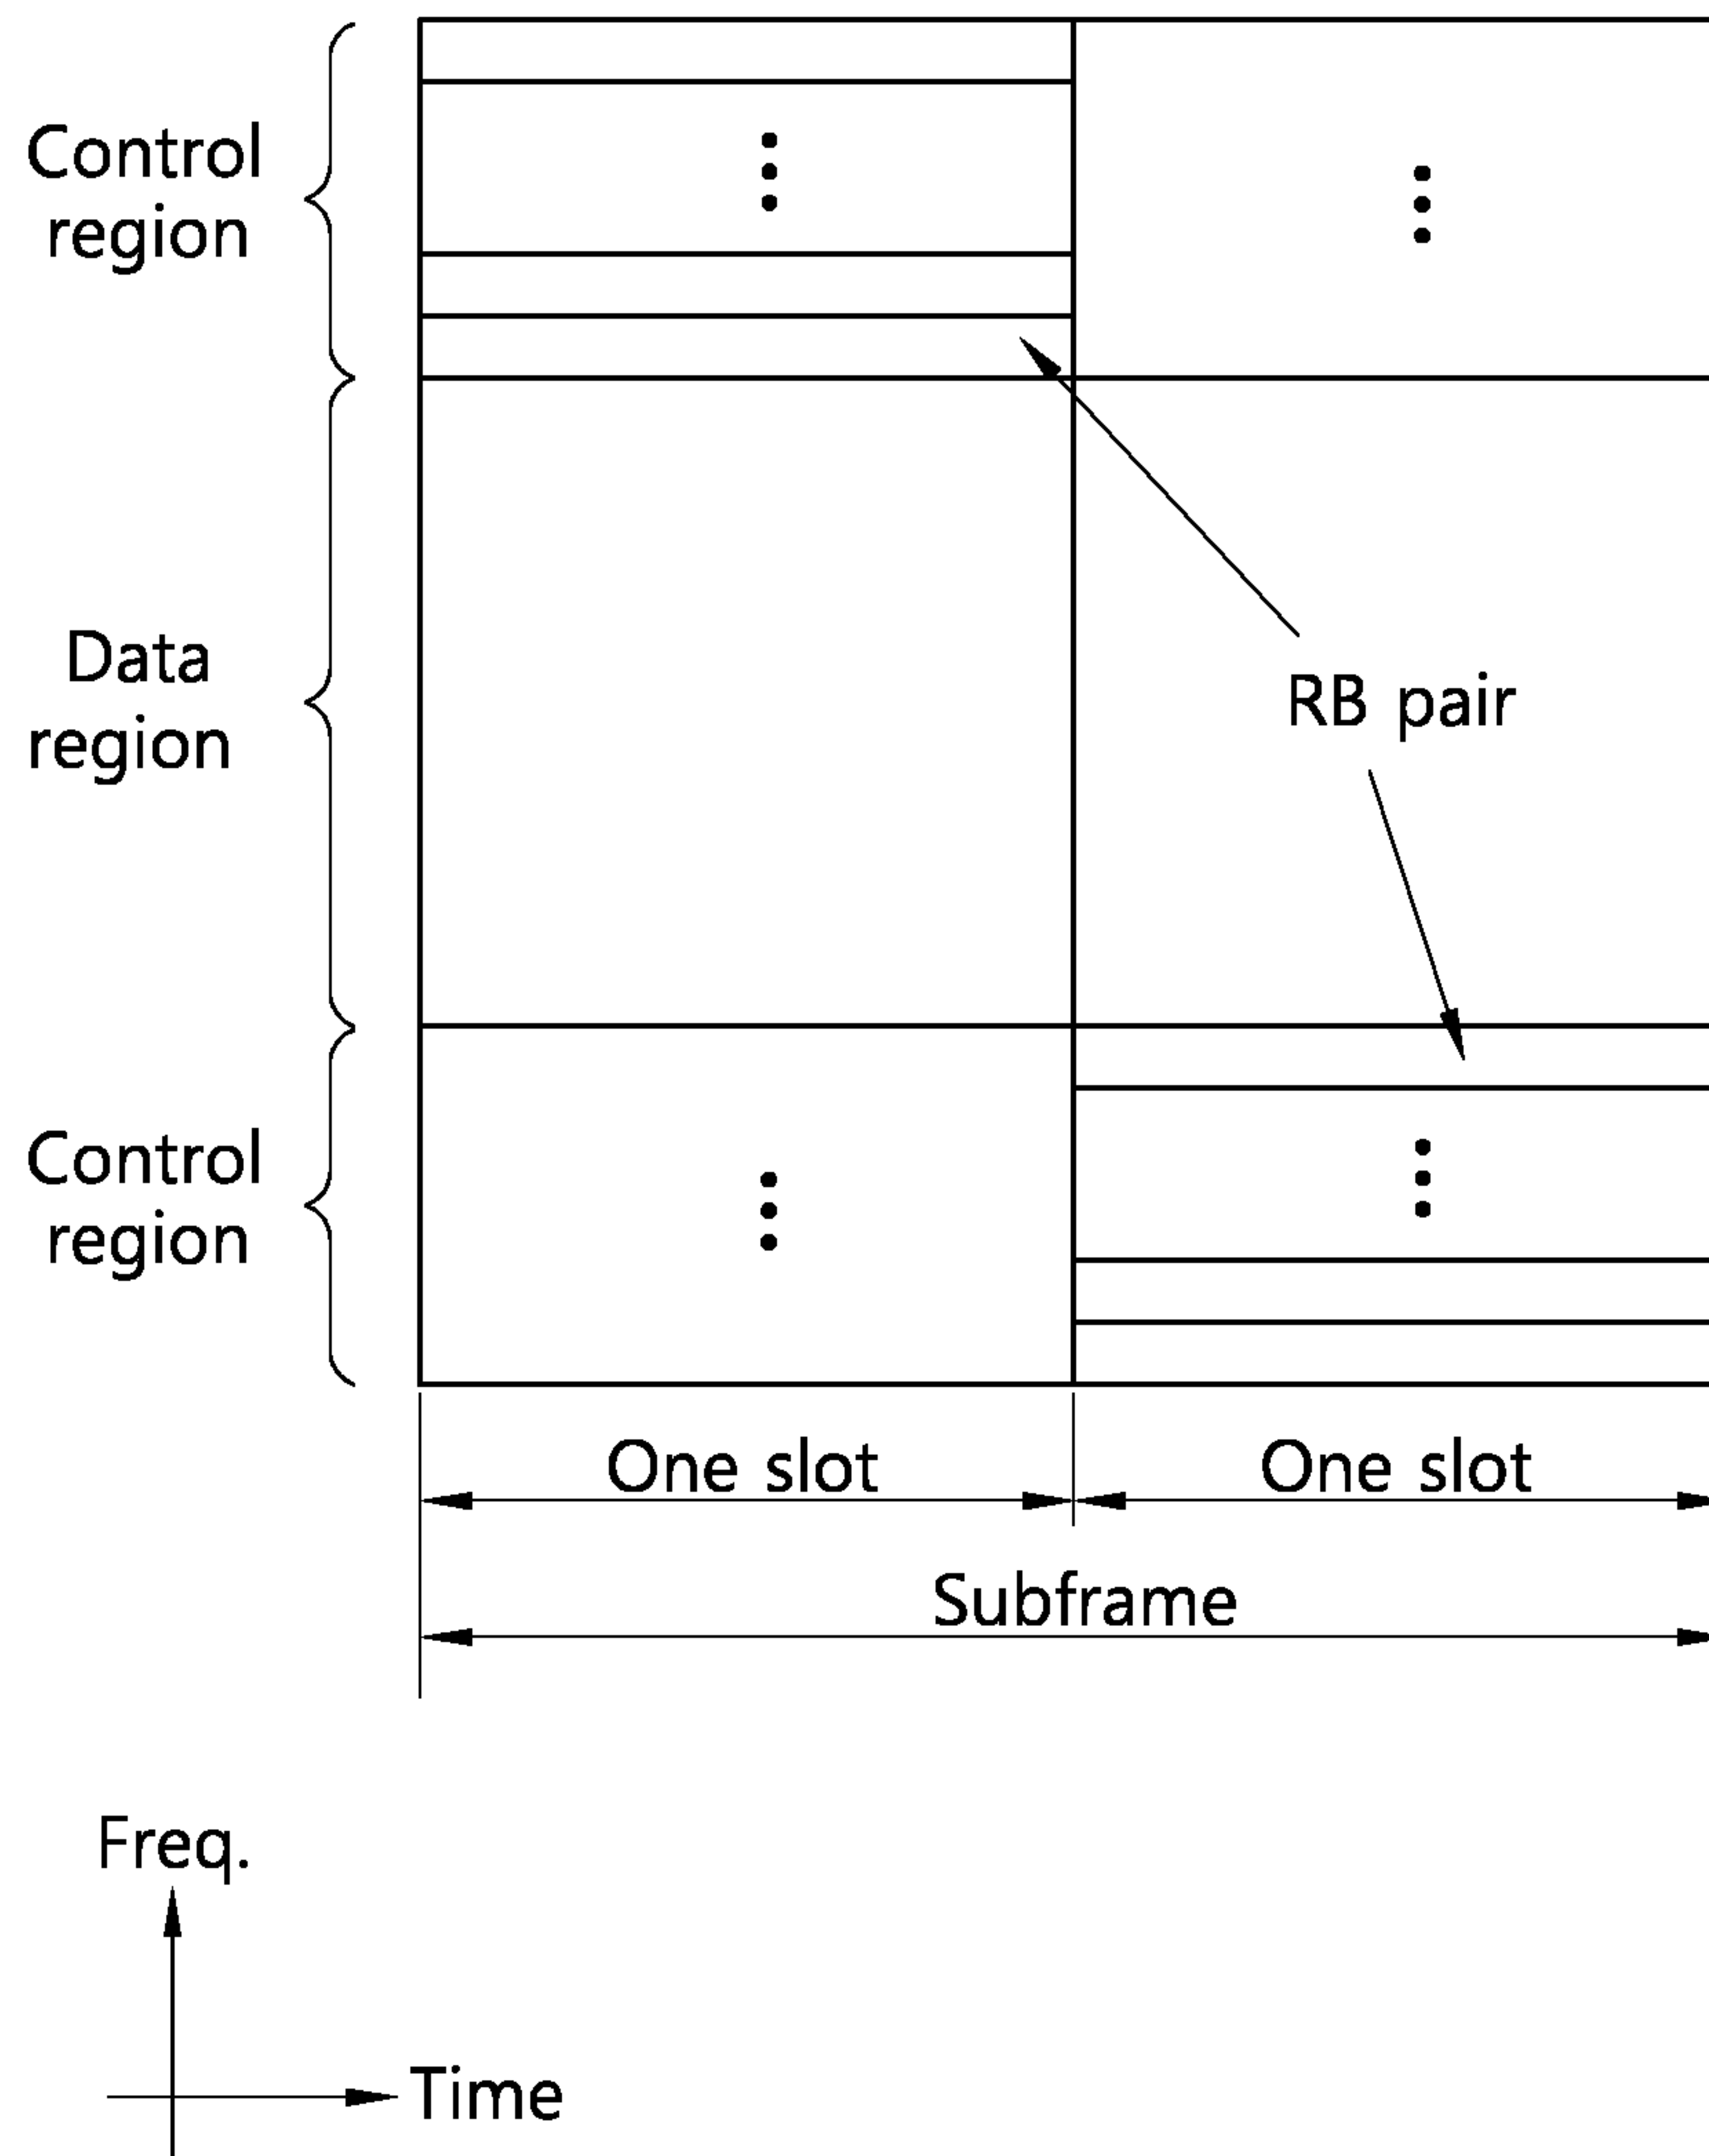 Control
region
Data
region
RB pair
Control
region
One slot
One slot
Subframe
Freq.
Time